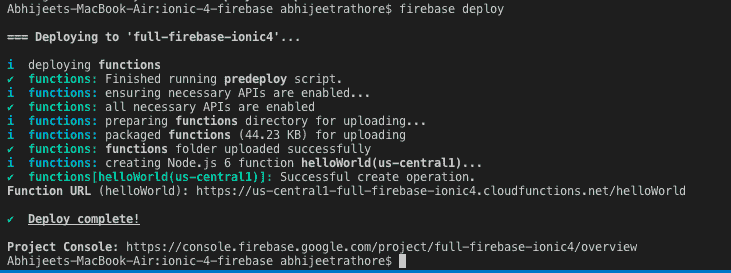 Abhijeets-MacBook-Air:ionic-4-firebase abhijeetrathore$ firebase deploy
=== Deploying to 'full-firebase-ionic4'...
i deploying functions
✔ functions: Finished running predeploy script.
i functions: ensuring necessary APIs are enabled...
✔ functions: all necessary APIs are enabled
i functions: preparing functions directory for uploading...
i functions: packaged functions (44.23 KB) for uploading
✔ functions: functions folder uploaded successfully
i functions: creating Node.js 6 function helloWorld(us-central1)...
✔ functions[helloWorld(us-central1)]: Successful create operation.
Function URL (helloWorld): https://us-central1-full-firebase-ionic4.cloudfunctions.net/helloWorld
✔ Deploy complete!
Project Console: https://console.firebase.google.com/project/full-firebase-ionic4/overview
Abhijeets-MacBook-Air:ionic-4-firebase abhijeetrathore$